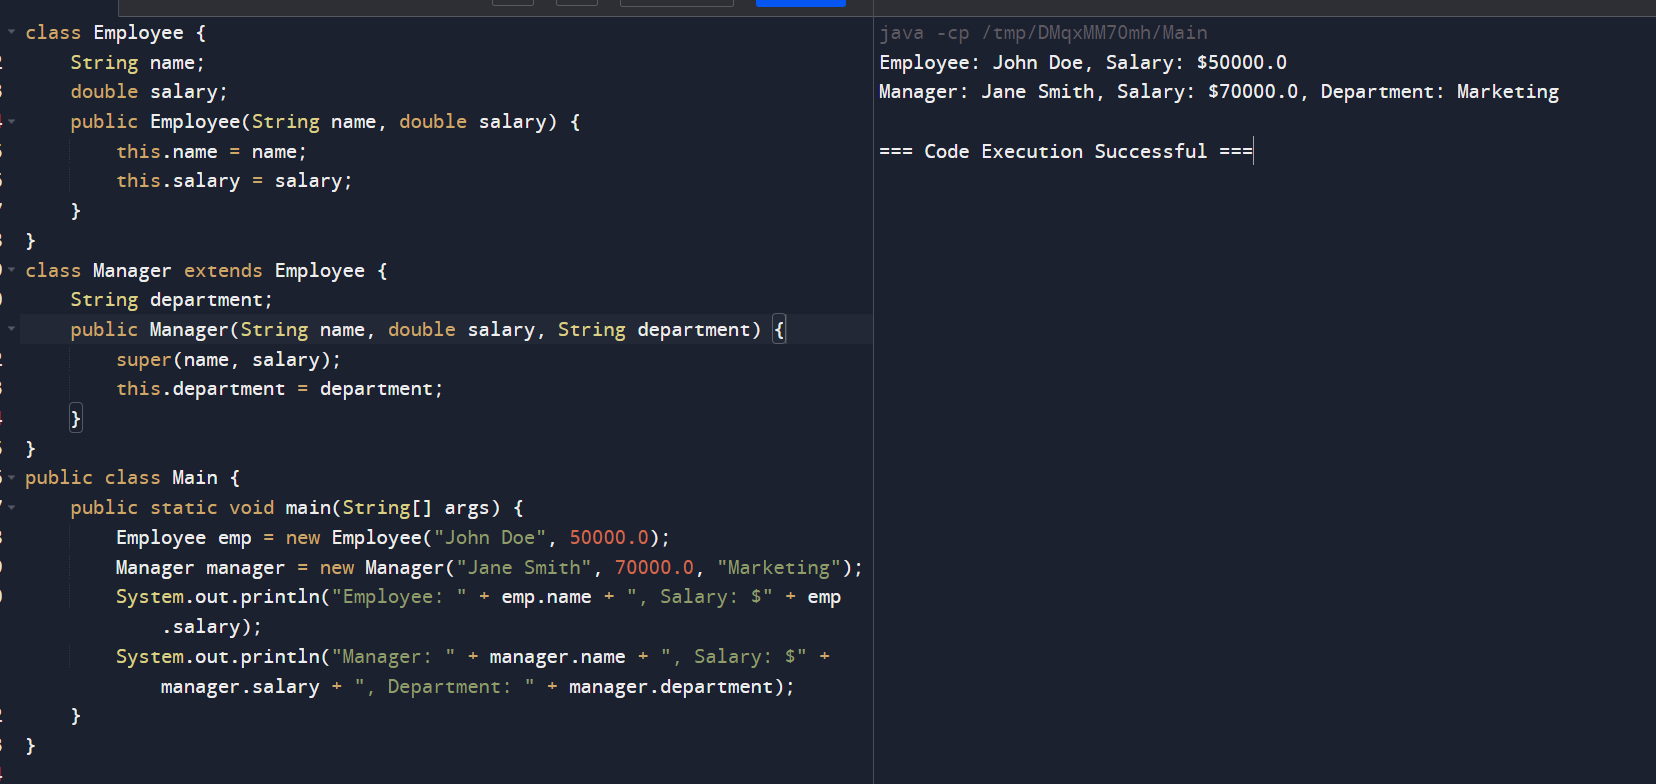 class Employee {
String name;
double salary;
public Employee(String name, double salary) {
this.name = name;
this.salary = salary;
}
}
class Manager extends Employee {
String department;
public Manager(String name, double salary, String department) {
super(name, salary);
this.department = department;
}
}
public class Main {
public static void main(String[] args) {
Employee emp = new Employee("John Doe", 50000.0);
Manager manager = new Manager("Jane Smith", 70000.0, "Marketing");
System.out.println("Employee: " + emp.name + ", Salary: $" + emp
.salary);
System.out.println("Manager: " + manager.name + ", Salary: $" +
manager.salary + ", Department: " + manager.department);
}
}
java -cp /tmp/DMqxMM7Omh/Main
Employee: John Doe, Salary: $50000.0
Manager: Jane Smith, Salary: $70000.0, Department: Marketing
=== Code Execution Successful ===